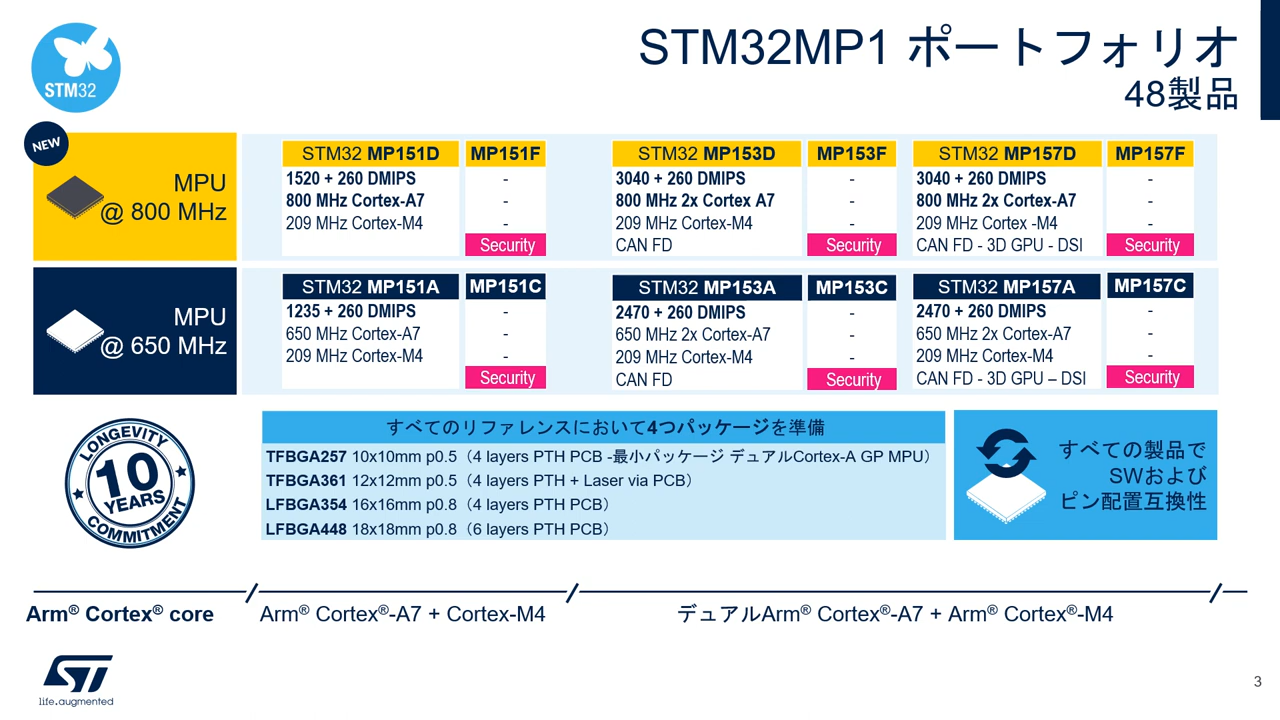 STM32
STM32MP1 ポートフォリオ
48製品
NEW
MPU
@ 800 MHz
STM32 MP151D
1520 + 260 DMIPS
800 MHz Cortex-A7
209 MHz Cortex-M4
MP151F
-
-
-
Security
STM32 MP153D
3040 + 260 DMIPS
800 MHz 2x Cortex A7
209 MHz Cortex-M4
CAN FD
MP153F
-
-
-
Security
STM32 MP157D
3040 + 260 DMIPS
800 MHz 2x Cortex-A7
209 MHz Cortex -M4
CAN FD - 3D GPU - DSI
MP157F
-
-
-
Security
MPU
@ 650 MHz
STM32 MP151A
1235 + 260 DMIPS
650 MHz Cortex-A7
209 MHz Cortex-M4
MP151C
-
-
-
Security
STM32 MP153A
2470 + 260 DMIPS
650 MHz 2x Cortex-A7
209 MHz Cortex-M4
CAN FD
MP153C
-
-
-
Security
STM32 MP157A
2470 + 260 DMIPS
650 MHz 2x Cortex-A7
209 MHz Cortex-M4
CAN FD - 3D GPU – DSI
MP157C
-
-
-
Security
LONGEVITY
10
YEARS
COMMITMENT
すべてのリファレンスにおいて4つパッケージを準備
TFBGA257 10x10mm p0.5（4 layers PTH PCB -最小パッケージ デュアルCortex-A GP MPU）
TFBGA361 12x12mm p0.5（4 layers PTH + Laser via PCB）
LFBGA354 16x16mm p0.8（4 layers PTH PCB）
LFBGA448 18x18mm p0.8（6 layers PTH PCB）
すべての製品で
SWおよび
ピン配置互換性
Arm® Cortex® core
Arm® Cortex®-A7 + Cortex-M4
デュアルArm® Cortex®-A7 + Arm® Cortex®-M4
ST
life.augmented
3